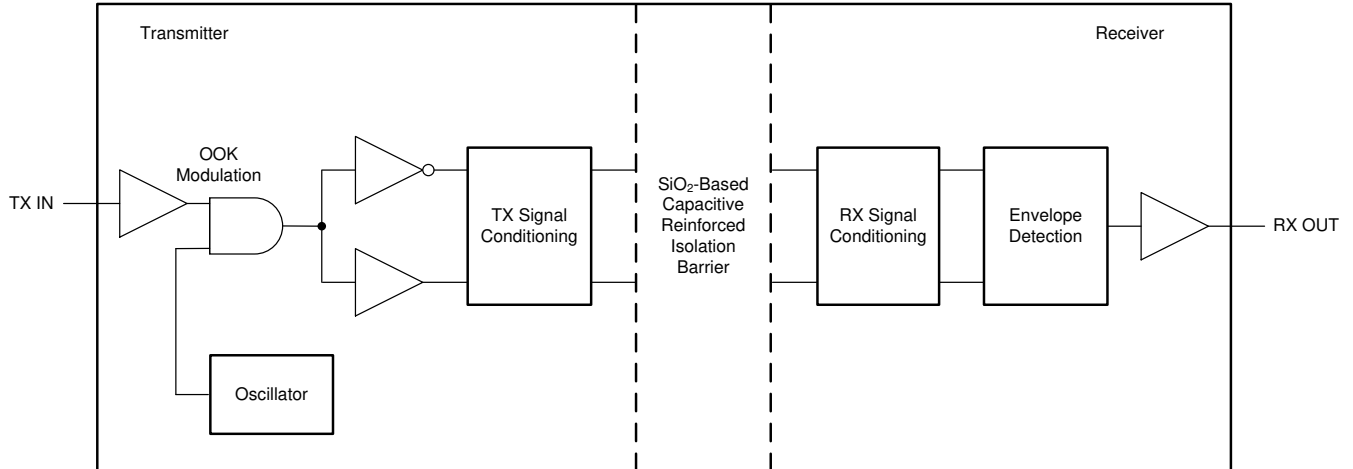 Transmitter
Receiver
OOK
Modulation
TX IN
TX Signal
Conditioning
SiO₂-Based
Capacitive
Reinforced
Isolation
Barrier
RX Signal
Conditioning
Envelope
Detection
RX OUT
Oscillator